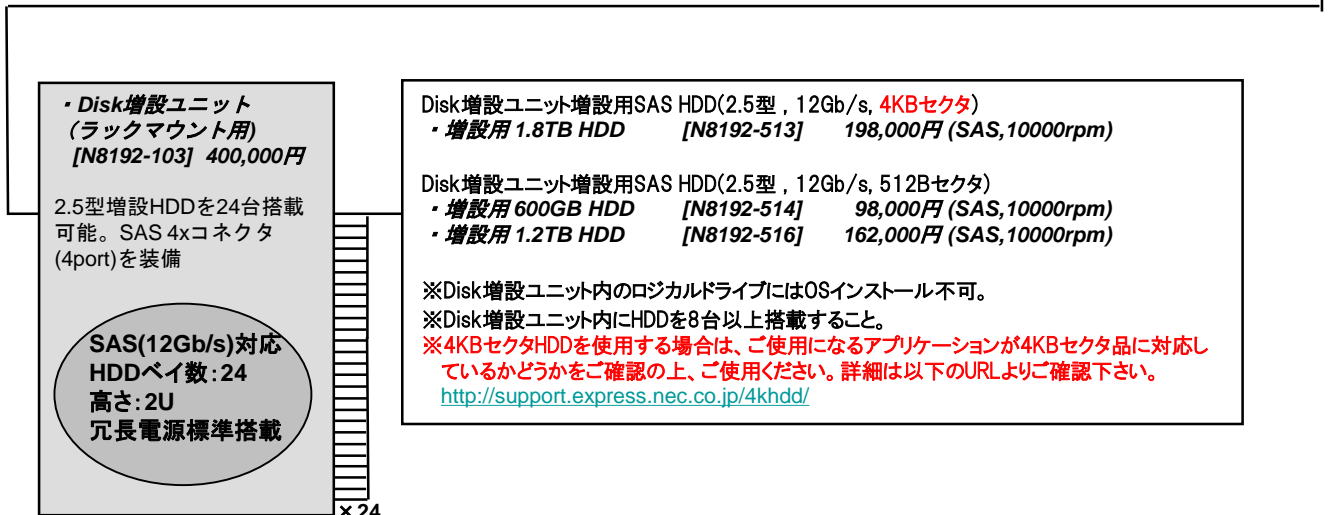 ・Disk増設ユニット
(ラックマウント用)
[N8192-103] 400,000円
2.5型増設HDDを24台搭載
可能。SAS 4xコネクタ
(4port)を装備
SAS(12Gb/s)対応
HDDベイ数:24
高さ:2U
冗長電源標準搭載
×24
Disk増設ユニット増設用SAS HDD(2.5型 , 12Gb/s, 4KBセクタ)
・増設用 1.8TB HDD [N8192-513] 198,000円 (SAS,10000rpm)
Disk増設ユニット増設用SAS HDD(2.5型 , 12Gb/s, 512Bセクタ)
・増設用 600GB HDD [N8192-514] 98,000円 (SAS,10000rpm)
・増設用 1.2TB HDD [N8192-516] 162,000円 (SAS,10000rpm)
※Disk増設ユニット内のロジカルドライブにはOSインストール不可。
※Disk増設ユニット内にHDDを8台以上搭載すること。
※4KBセクタHDDを使用する場合は、ご使用になるアプリケーションが4KBセクタ品に対応し
ているかどうかをご確認の上、ご使用ください。詳細は以下のURLよりご確認下さい。
http://support.express.nec.co.jp/4khdd/